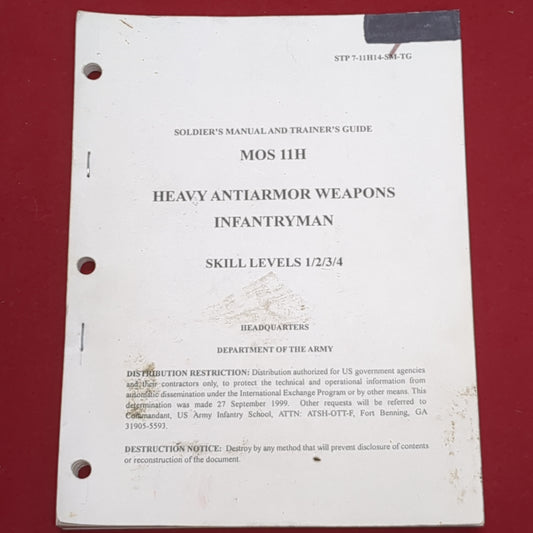 STP 7-11H14-SM-TG
SOLDIER'S MANUAL AND TRAINER'S GUIDE
MOS 11H
HEAVY ANTIARMOR WEAPONS
INFANTRYMAN
SKILL LEVELS 1/2/3/4
HEADQUARTERS
DEPARTMENT OF THE ARMY
DISTRIBUTION RESTRICTION: Distribution authorized for US government agencies
and their contractors only, to protect the technical and operational information from
automatic dissemination under the International Exchange Program or by other means. This
determination was made 27 September 1999. Other requests will be referred to
Commandant, US Army Infantry School, ATTN: ATSH-OTT-F, Fort Benning, GA
31905-5593.
DESTRUCTION NOTICE: Destroy by any method that will prevent disclosure of contents
or reconstruction of the document.